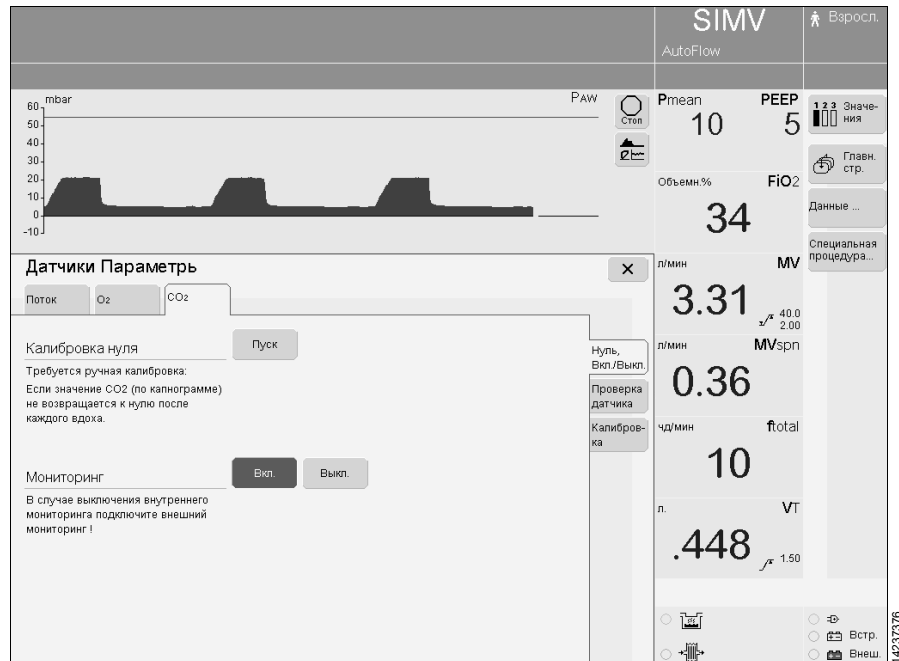 SIMV
AutoFlow
Взросл.
mbar
PAW
60
50
40
30
20
10
0
-10
Стоп
Pmean
PEEP
10
5
1 2 3 Значе-
ния
Главн.
стр.
Данные ...
Специальная
процедура...
Объемн.%
FiO2
34
л/мин
MV
3.31
40.0
2.00
л/мин
MVspn
0.36
чд/мин
ftotal
10
л.
VT
.448
1.50
Датчики Параметрь
Поток
O2
CO2
Калибровка нуля
Пуск
Требуется ручная калибровка:
Если значение CO2 (по капнограмме)
не возвращается к нулю после
каждого вдоха.
Мониторинг
Вкл.
Выкл.
В случае выключения внутреннего
мониторинга подключите внешний
мониторинг !
Нуль,
Вкл./Выкл.
Проверка
датчика
Калибров-
ка
Встр.
Внеш.
14237376